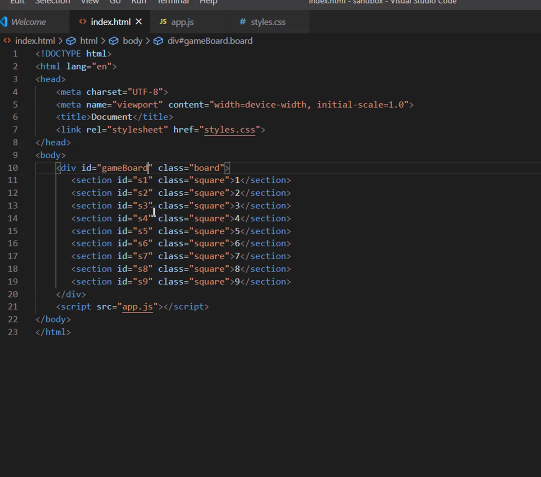 Edit Selection View Go Run Terminal Help index.html - sandbox - Visual Studio Code
Welcome <> index.html × JS app.js # styles.css
<> index.html > html > body > div#gameBoard.board
1 <!DOCTYPE html>
2 <html lang="en">
3 <head>
4 <meta charset="UTF-8">
5 <meta name="viewport" content="width=device-width, initial-scale=1.0">
6 <title>Document</title>
7 <link rel="stylesheet" href="styles.css">
8 </head>
9 <body>
10 <div id="gameBoard" class="board">
11 <section id="s1" class="square">1</section>
12 <section id="s2" class="square">2</section>
13 <section id="s3" class="square">3</section>
14 <section id="s4" class="square">4</section>
15 <section id="s5" class="square">5</section>
16 <section id="s6" class="square">6</section>
17 <section id="s7" class="square">7</section>
18 <section id="s8" class="square">8</section>
19 <section id="s9" class="square">9</section>
20 </div>
21 <script src="app.js"></script>
22 </body>
23 </html>